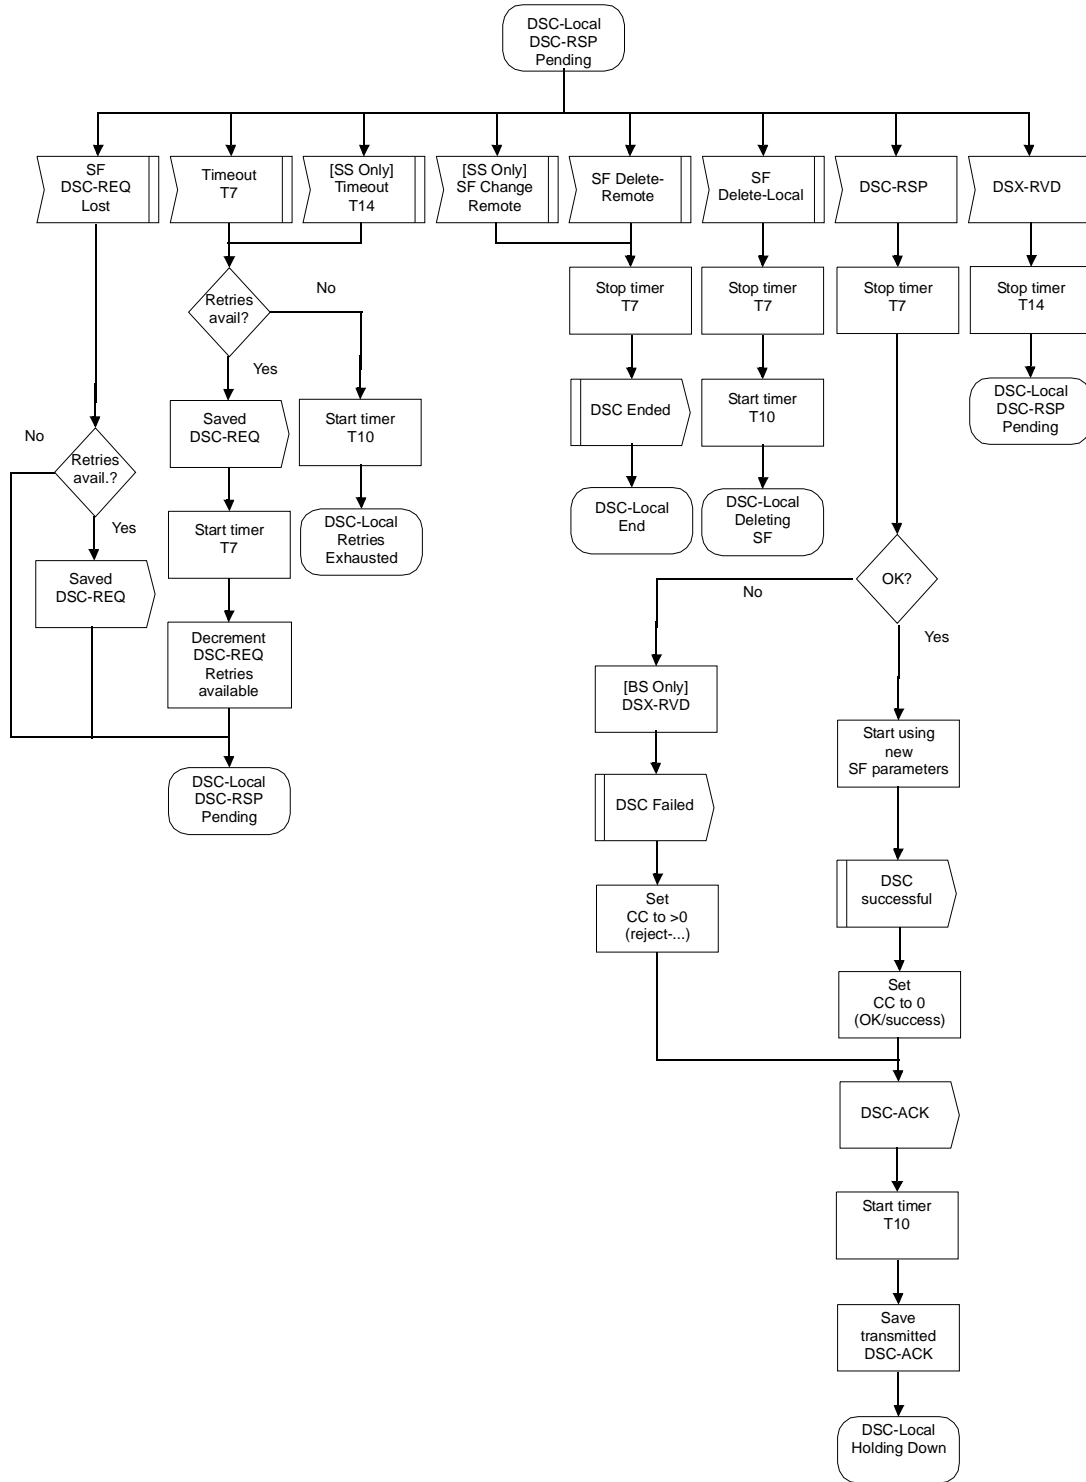 DSC-Local
DSC-RSP
Pending
SF
DSC-REQ
Lost
Timeout
T7
[SS Only]
Timeout
T14
[SS Only]
SF Change
Remote
SF Delete-
Remote
SF
Delete-Local
DSC-RSP
DSX-RVD
Retries
avail?
No
Yes
Stop timer
T7
Stop timer
T7
Stop timer
T7
Stop timer
T14
Saved
DSC-REQ
Start timer
T10
DSC Ended
Start timer
T10
DSC-Local
DSC-RSP
Pending
No
Retries
avail.?
Yes
Start timer
T7
DSC-Local
Retries
Exhausted
DSC-Local
End
DSC-Local
Deleting
SF
Saved
DSC-REQ
OK?
No
Yes
Decrement
DSC-REQ
Retries
available
[BS Only]
DSX-RVD
Start using
new
SF parameters
DSC-Local
DSC-RSP
Pending
DSC Failed
DSC
successful
Set
CC to >0
(reject-...)
Set
CC to 0
(OK/success)
DSC-ACK
Start timer
T10
Save
transmitted
DSC-ACK
DSC-Local
Holding Down